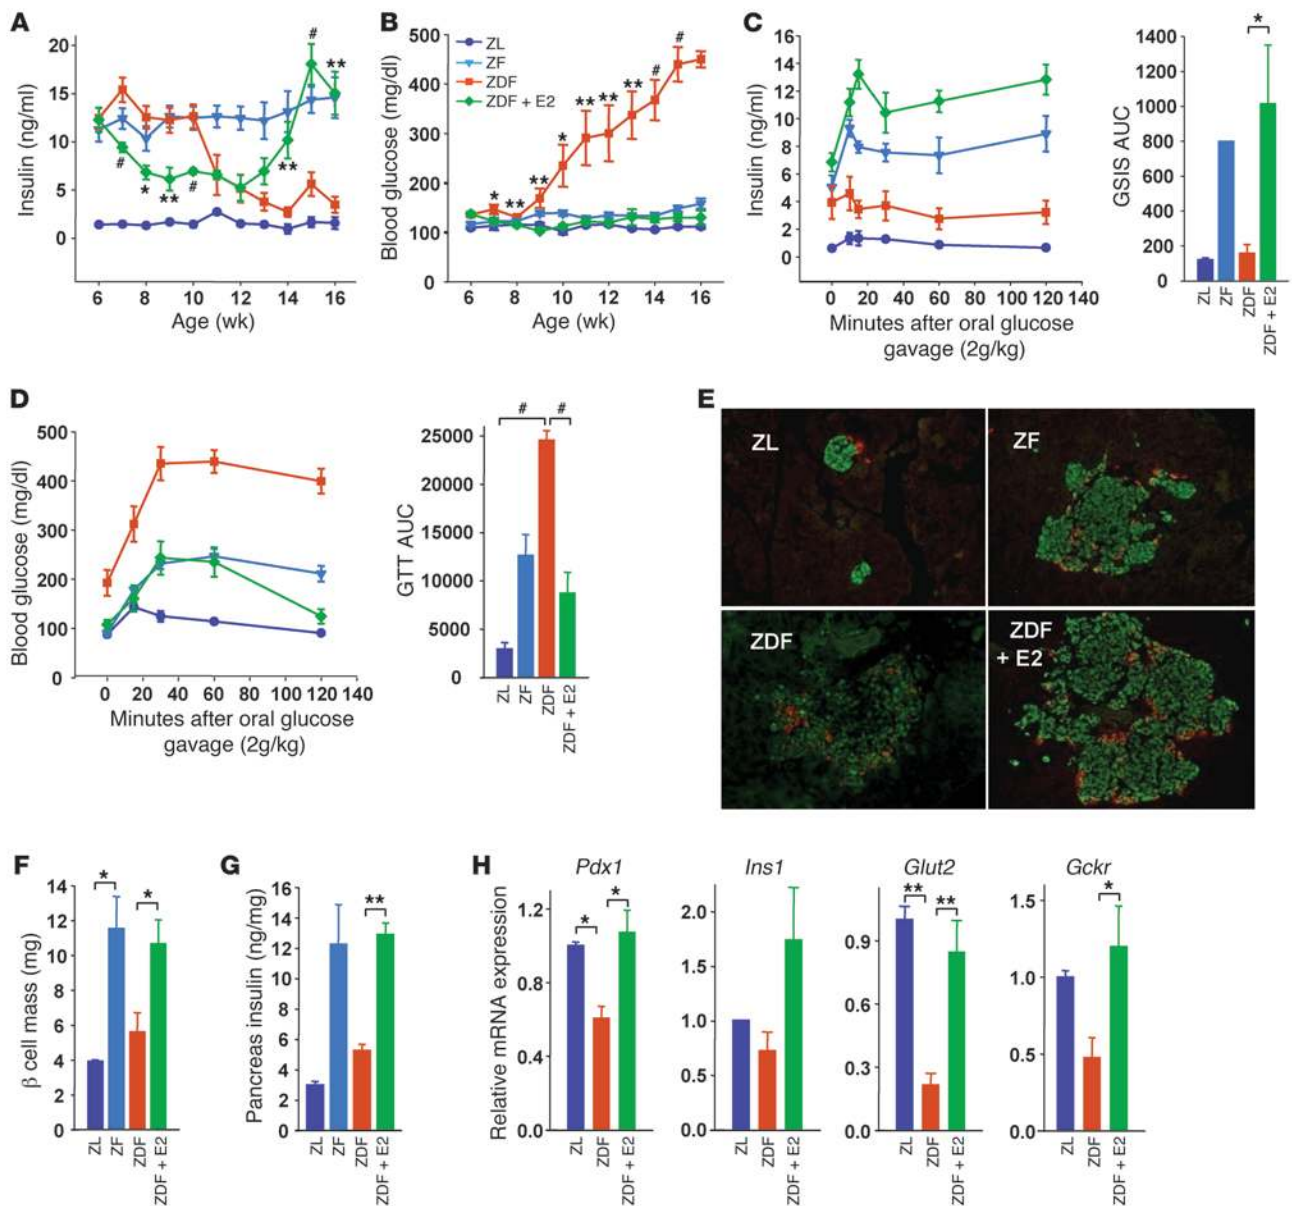 A
Insulin (ng/ml)
20
15
10
5
0
#
*
**
#
**
#
**
6 8 10 12 14 16
Age (wk)
B
Blood glucose (mg/dl)
500
400
300
200
100
0
ZL
ZF
ZDF
ZDF + E2
*
**
**
*
**
**
**
#
#
6 8 10 12 14 16
Age (wk)
C
Insulin (ng/ml)
16
14
12
10
8
6
4
2
0
0 20 40 60 80 100 120 140
Minutes after oral glucose
gavage (2g/kg)
GSIS AUC
1400
1200
1000
800
600
400
200
0
*
ZL
ZF
ZDF
ZDF + E2
D
Blood glucose (mg/dl)
500
400
300
200
100
0
0 20 40 60 80 100 120 140
Minutes after oral glucose
gavage (2g/kg)
GTT AUC
25000
20000
15000
10000
5000
0
# #
ZL
ZF
ZDF
ZDF + E2
E
ZL
ZF
ZDF
ZDF
+ E2
F
β cell mass (mg)
14
12
10
8
6
4
2
0
* *
ZL
ZF
ZDF
ZDF + E2
G
Pancreas insulin (ng/mg)
16
14
12
10
8
6
4
2
0
**
ZL
ZF
ZDF
ZDF + E2
H
Relative mRNA expression
Pdx1
1.2
0.6
0.0
* *
ZL
ZDF
ZDF + E2
Ins1
2.0
1.5
1.0
0.5
0.0
ZL
ZDF
ZDF + E2
Glut2
0.9
0.6
0.3
0.0
** **
ZL
ZDF
ZDF + E2
Gckr
1.5
1.0
0.5
0.0
*
ZL
ZDF
ZDF + E2